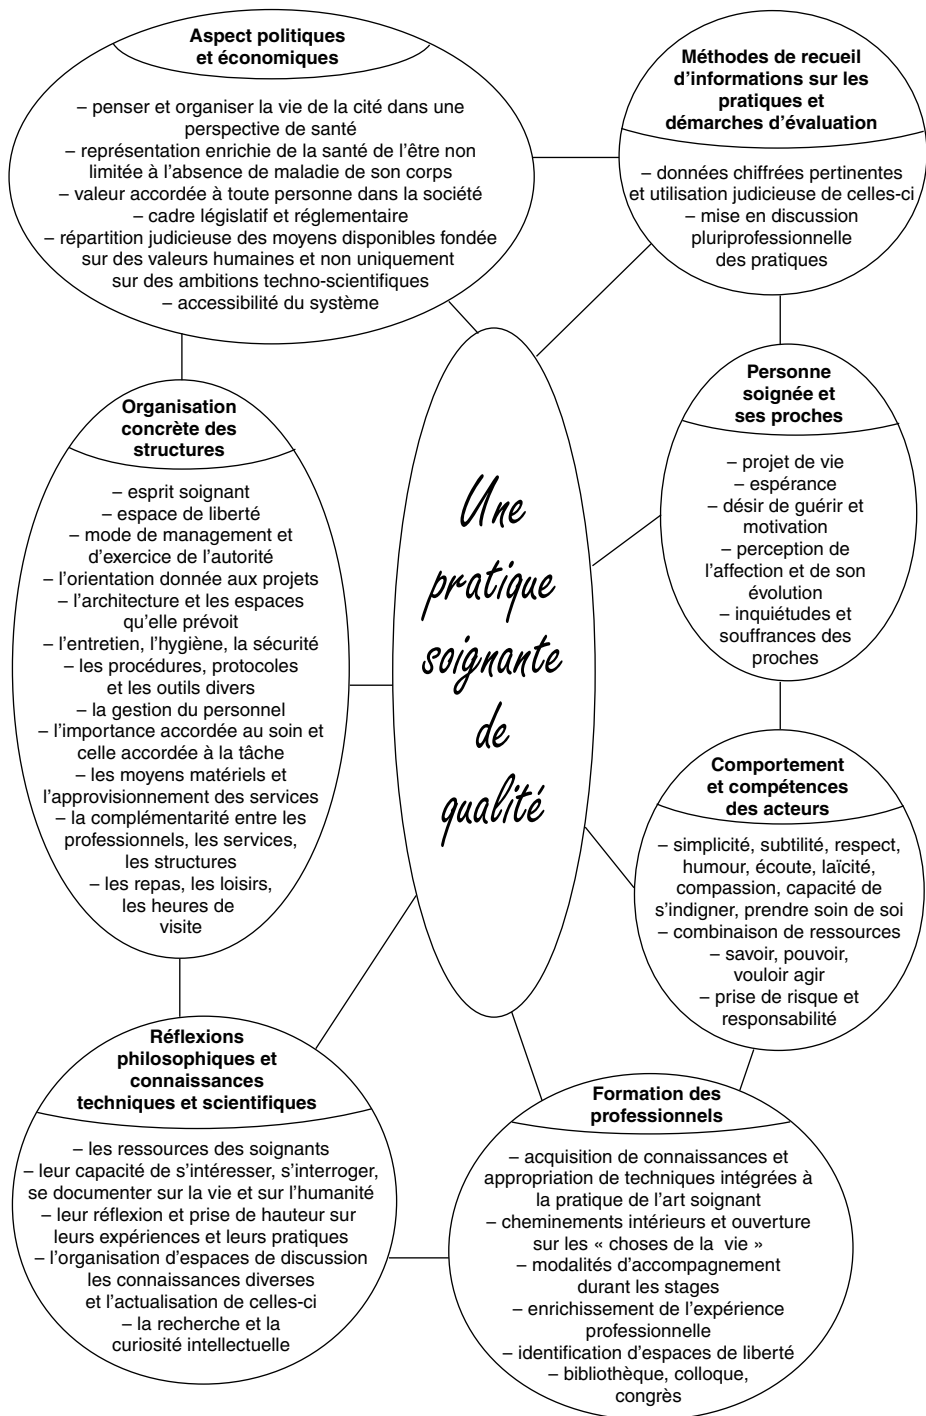 Aspect politiques
et économiques
– penser et organiser la vie de la cité dans une
perspective de santé
– représentation enrichie de la santé de l’être non
limitée à l’absence de maladie de son corps
– valeur accordée à toute personne dans la société
– cadre législatif et réglementaire
– répartition judicieuse des moyens disponibles fondée
sur des valeurs humaines et non uniquement
sur des ambitions techno-scientifiques
– accessibilité du système
Méthodes de recueil
d’informations sur les
pratiques et
démarches d’évaluation
– données chiffrées pertinentes
et utilisation judicieuse de celles-ci
– mise en discussion
pluriprofessionnelle
des pratiques
Organisation
concrète des
structures
– esprit soignant
– espace de liberté
– mode de management et
d’exercice de l’autorité
– l’orientation donnée aux projets
– l’architecture et les espaces
qu’elle prévoit
– l’entretien, l’hygiène, la sécurité
– les procédures, protocoles
et les outils divers
– la gestion du personnel
– l’importance accordée au soin et
celle accordée à la tâche
– les moyens matériels et
l’approvisionnement des services
– la complémentarité entre les
professionnels, les services,
les structures
– les repas, les loisirs,
les heures de
visite
Une
pratique
soignante
de
qualité
Personne
soignée et
ses proches
– projet de vie
– espérance
– désir de guérir et
motivation
– perception de
l’affection et de son
évolution
– inquiétudes et
souffrances des
proches
Comportement
et compétences
des acteurs
– simplicité, subtilité, respect,
humour, écoute, laïcité,
compassion, capacité de
s’indigner, prendre soin de soi
– combinaison de ressources
– savoir, pouvoir,
vouloir agir
– prise de risque et
responsabilité
Réflexions
philosophiques et
connaissances
techniques et scientifiques
– les ressources des soignants
– leur capacité de s’intéresser, s’interroger,
se documenter sur la vie et sur l’humanité
– leur réflexion et prise de hauteur sur
leurs expériences et leurs pratiques
– l’organisation d’espaces de discussion
les connaissances diverses
et l’actualisation de celles-ci
– la recherche et la
curiosité intellectuelle
Formation des
professionnels
– acquisition de connaissances et
appropriation de techniques intégrées à
la pratique de l’art soignant
– cheminements intérieurs et ouverture
sur les « choses de la vie »
– modalités d’accompagnement
durant les stages
– enrichissement de l’expérience
professionnelle
– identification d’espaces de liberté
– bibliothèque, colloque,
congrès